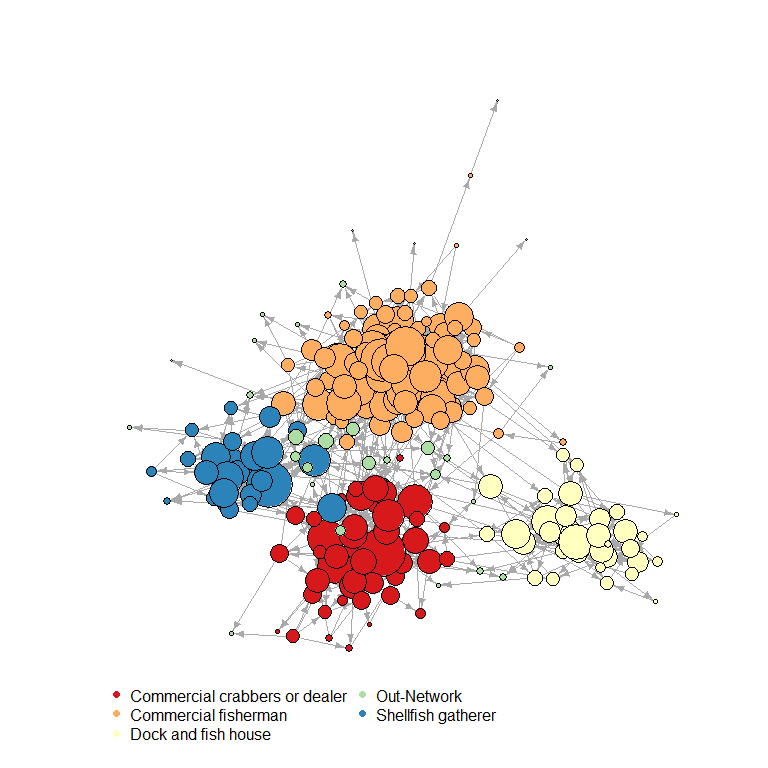 Commercial crabbers or dealer
Commercial fisherman
Dock and fish house
Out-Network
Shellfish gatherer